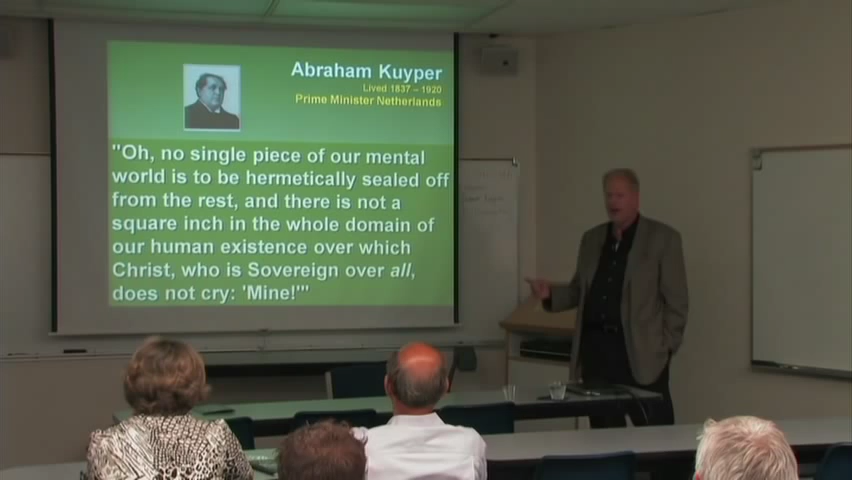 Abraham Kuyper
Lived 1837 – 1920
Prime Minister Netherlands
"Oh, no single piece of our mental
world is to be hermetically sealed off
from the rest, and there is not a
square inch in the whole domain of
our human existence over which
Christ, who is Sovereign over all,
does not cry: 'Mine!'"